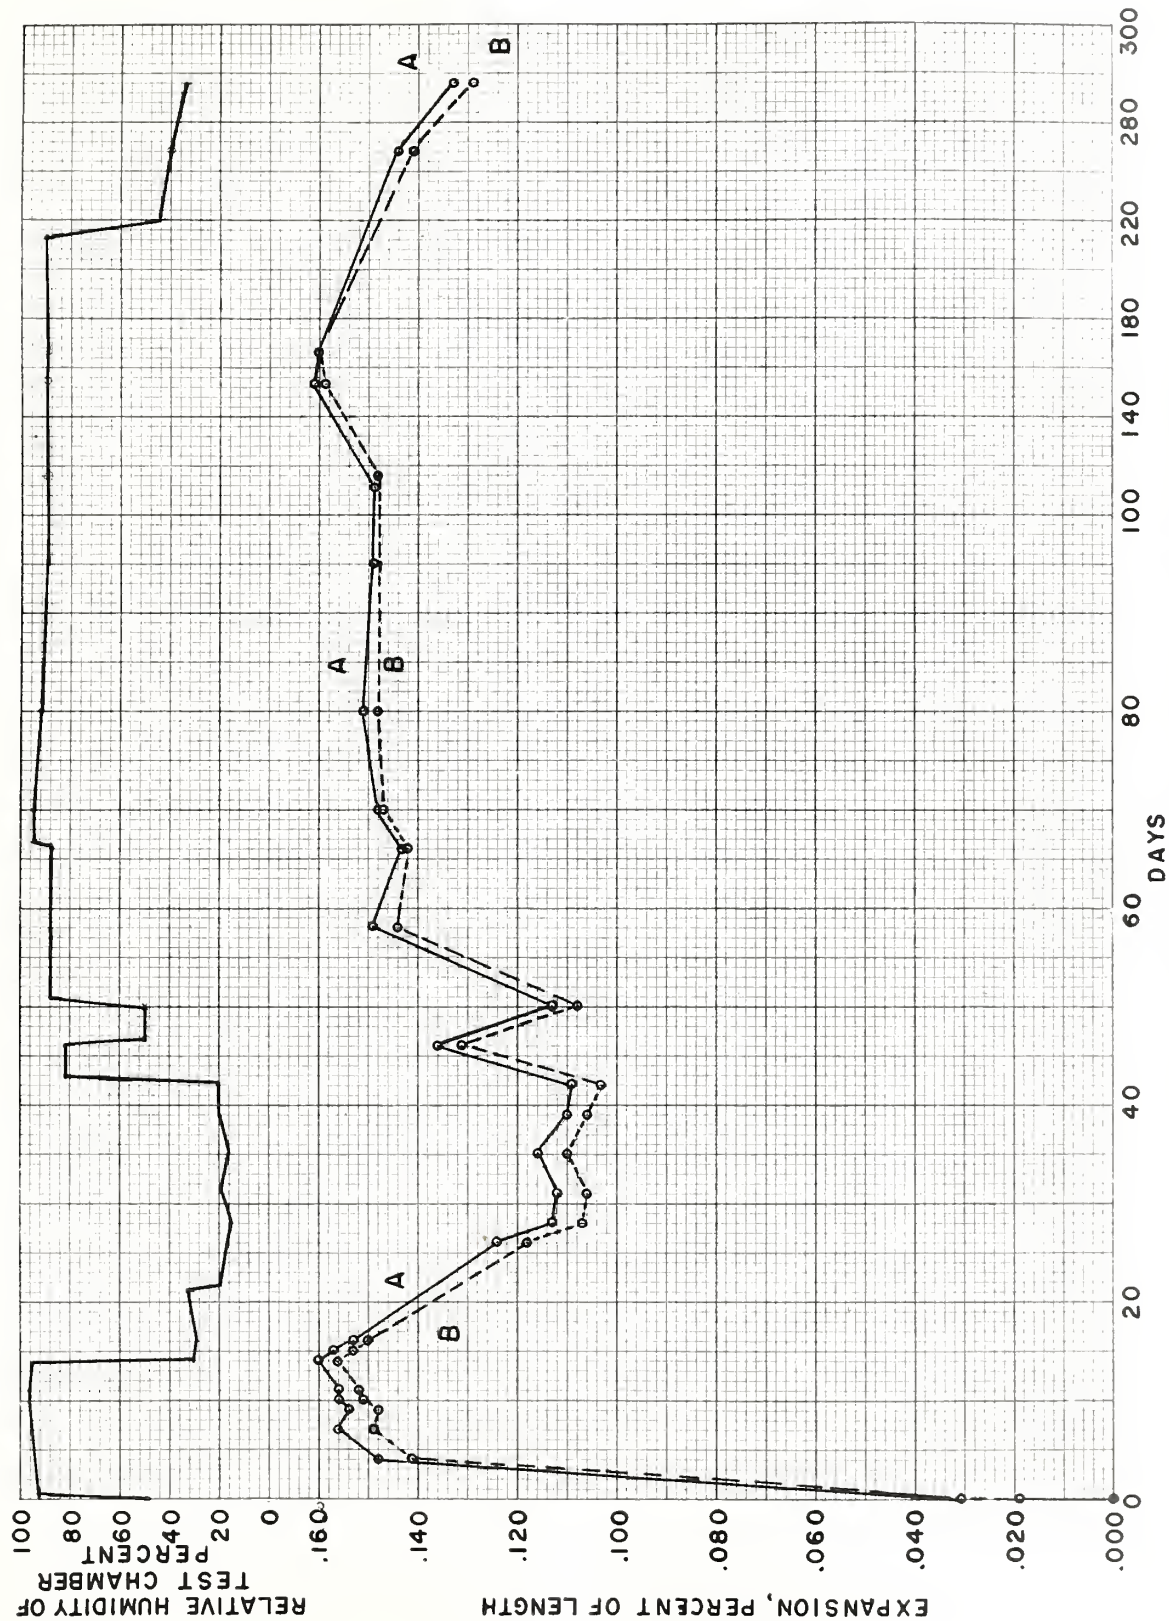 RELATIVE HUMIDITY OF
TEST CHAMBER
PERCENT
100
80
60
40
20
0
EXPANSION, PERCENT OF LENGTH
.160
.140
.120
.100
.080
.060
.040
.020
.000
A
B
A
B
A
B
0
20
40
60
80
100
140
180
220
280
300
DAYS